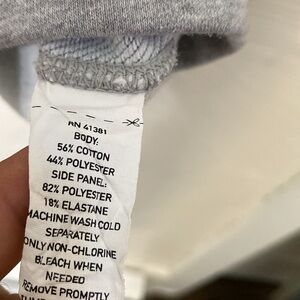 RN 41381
BODY:
56% COTTON
44% POLYESTER
SIDE PANEL:
82% POLYESTER
18% ELASTANE
MACHINE WASH COLD
SEPARATELY
ONLY NON-CHLORINE
BLEACH WHEN
NEEDED
REMOVE PROMPTLY